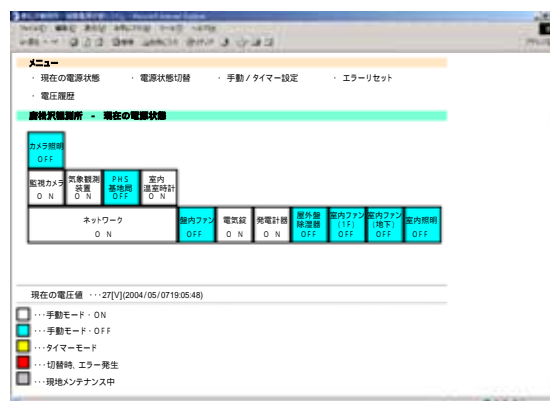 メニュー
・ 現在の電源状態 ・ 電源状態切替 ・ 手動 / タイマー設定 ・ エラーリセット
・ 電圧履歴
観測所 - 現在の電源状態
カメラ照明
OFF
監視カメラ
ON
気象観測
装置
ON
PHS
基地局
OFF
室内
温室時計
ON
ネットワーク
ON
盤内ファン
OFF
電気錠
ON
発電計器
ON
屋外盤
除湿器
OFF
室内ファン
(1F)
OFF
室内ファン
(地下)
OFF
室内照明
OFF
現在の電圧値 ・・・27[V](2004/05/0719:05:48)
・・・手動モード・ON
・・・手動モード・OFF
・・・タイマーモード
・・・切替時、エラー発生
・・・現地メンテナンス中